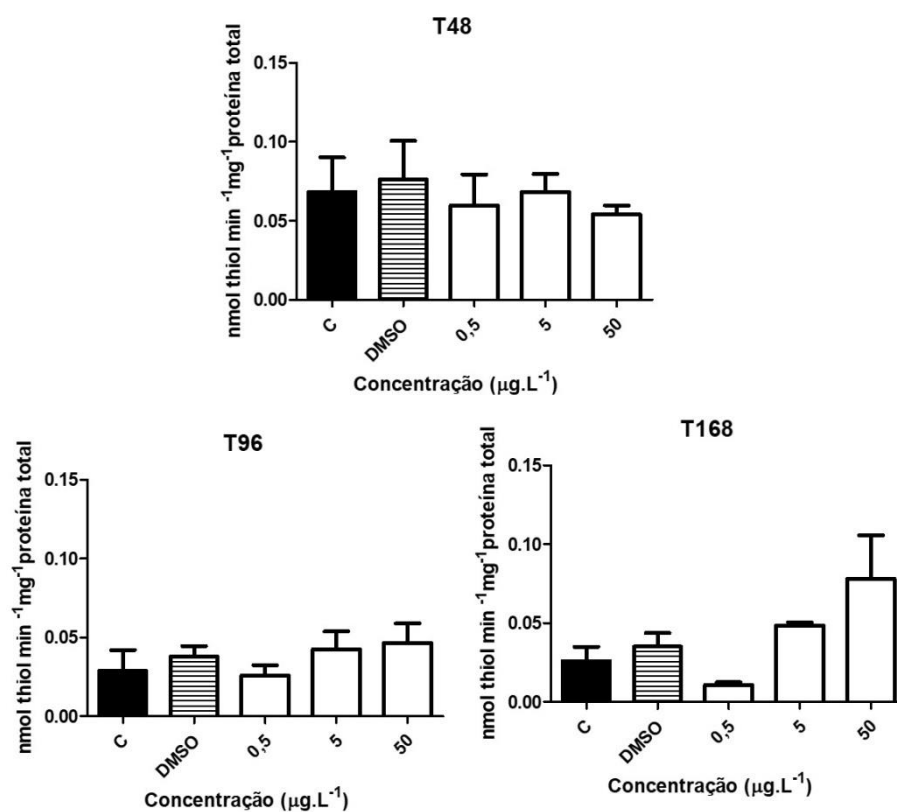 T48
nmol thiol min -1mg-1proteína total
0.15
0.10
0.05
0.00
C
DMSO
0,5
5
50
Concentração (μg.L-1)
T96
nmol thiol min -1mg-1proteína total
0.15
0.10
0.05
0.00
C
DMSO
0,5
5
50
Concentração (μg.L-1)
T168
nmol thiol min -1mg-1proteína total
0.15
0.10
0.05
0.00
C
DMSO
0,5
5
50
Concentração (μg.L-1)